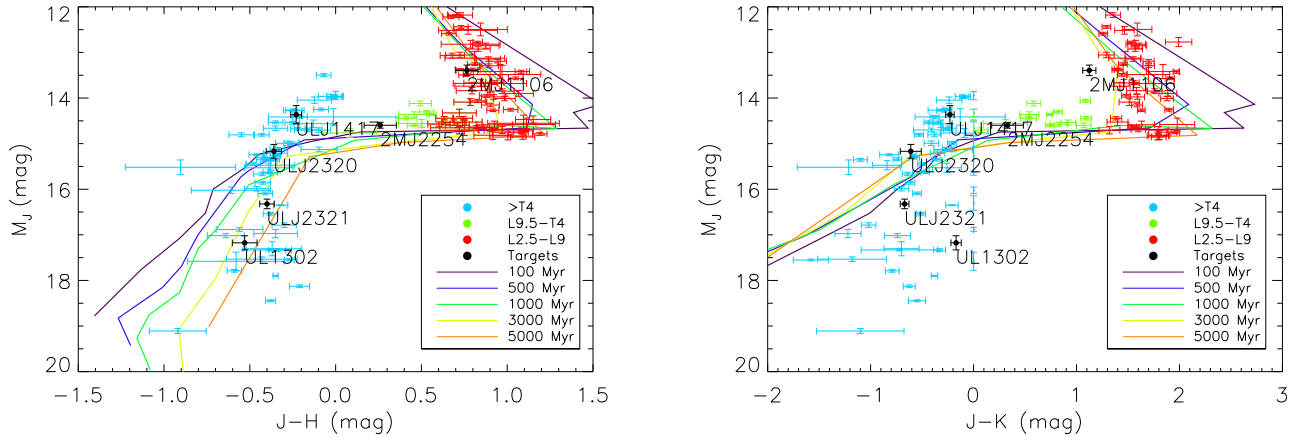 12
14
16
18
20
M_J (mag)
2MJ1106
ULJ1417
2MJ2254
ULJ2320
ULJ2321
UL1302
>T4
L9.5-T4
L2.5-L9
Targets
100 Myr
500 Myr
1000 Myr
3000 Myr
5000 Myr
-1.5 -1.0 -0.5 0.0 0.5 1.0 1.5
J-H (mag)
12
14
16
18
20
M_J (mag)
2MJ1106
ULJ1417
2MJ2254
ULJ2320
ULJ2321
UL1302
>T4
L9.5-T4
L2.5-L9
Targets
100 Myr
500 Myr
1000 Myr
3000 Myr
5000 Myr
-2 -1 0 1 2 3
J-K (mag)